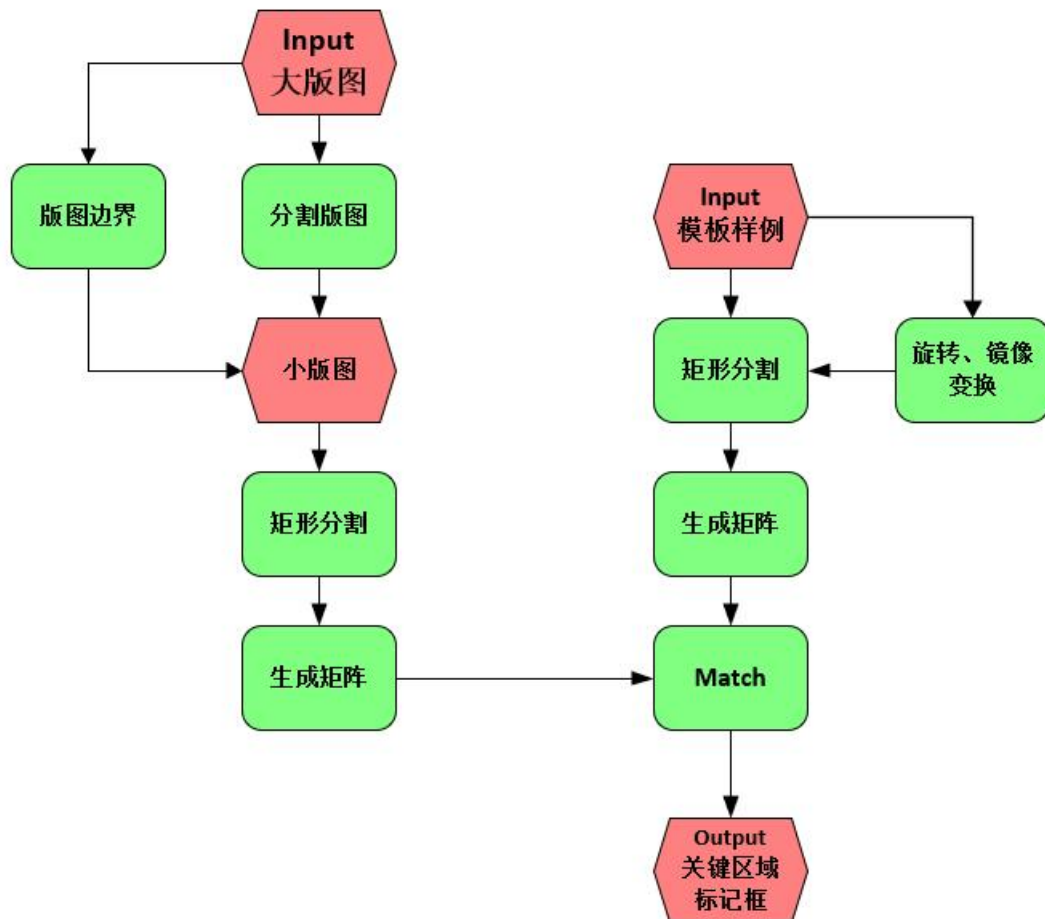 Input
大版图
版图边界
分割版图
Input
模板样例
小版图
矩形分割
旋转、镜像
变换
矩形分割
生成矩阵
生成矩阵
Match
Output
关键区域
标记框